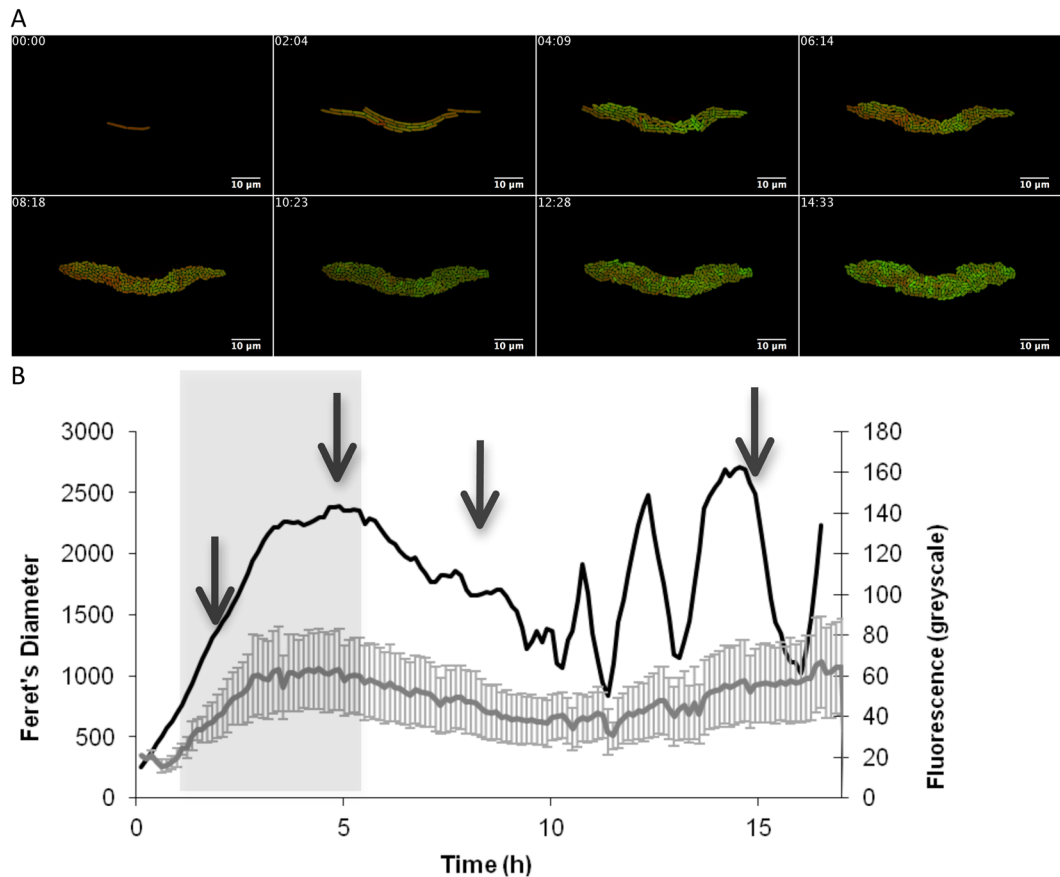 A
00:00
02:04
04:09
06:14
10 µm
10 µm
10 µm
10 µm
08:18
10:23
12:28
14:33
10 µm
10 µm
10 µm
10 µm
B
3000
2500
2000
1500
1000
500
0
Feret's Diameter
180
160
140
120
100
80
60
40
20
0
Fluorescence (greyscale)
0
5
10
15
Time (h)